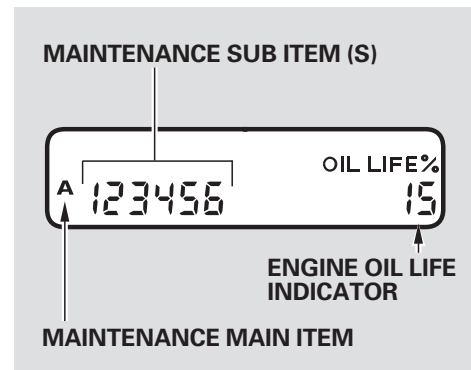 MAINTENANCE SUB ITEM (S)
OIL LIFE%
A 123456 15
ENGINE OIL LIFE
INDICATOR
MAINTENANCE MAIN ITEM